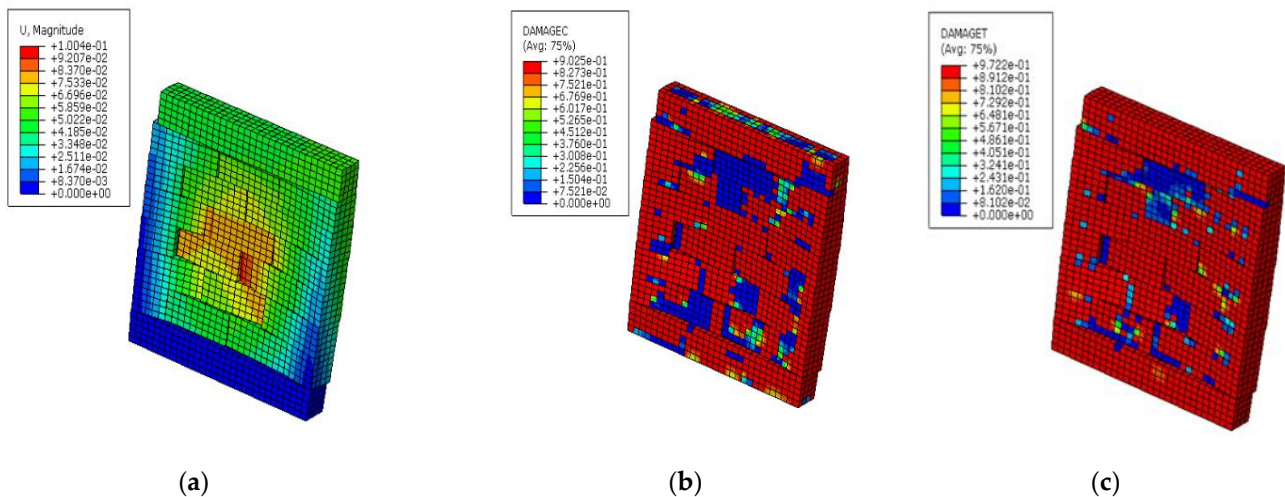 U, Magnitude
+1.004e-01
+9.207e-02
+8.370e-02
+7.533e-02
+6.696e-02
+5.859e-02
+5.022e-02
+4.185e-02
+3.348e-02
+2.511e-02
+1.674e-02
+8.370e-03
+0.000e+00
DAMAGEC
(Avg: 75%)
+9.025e-01
+8.273e-01
+7.521e-01
+6.769e-01
+6.017e-01
+5.265e-01
+4.512e-01
+3.760e-01
+3.008e-01
+2.256e-01
+1.504e-01
+7.521e-02
+0.000e+00
DAMAGET
(Avg: 75%)
+9.722e-01
+8.912e-01
+8.102e-01
+7.292e-01
+6.481e-01
+5.671e-01
+4.861e-01
+4.051e-01
+3.241e-01
+2.431e-01
+1.620e-01
+8.102e-02
+0.000e+00
(a)
(b)
(c)